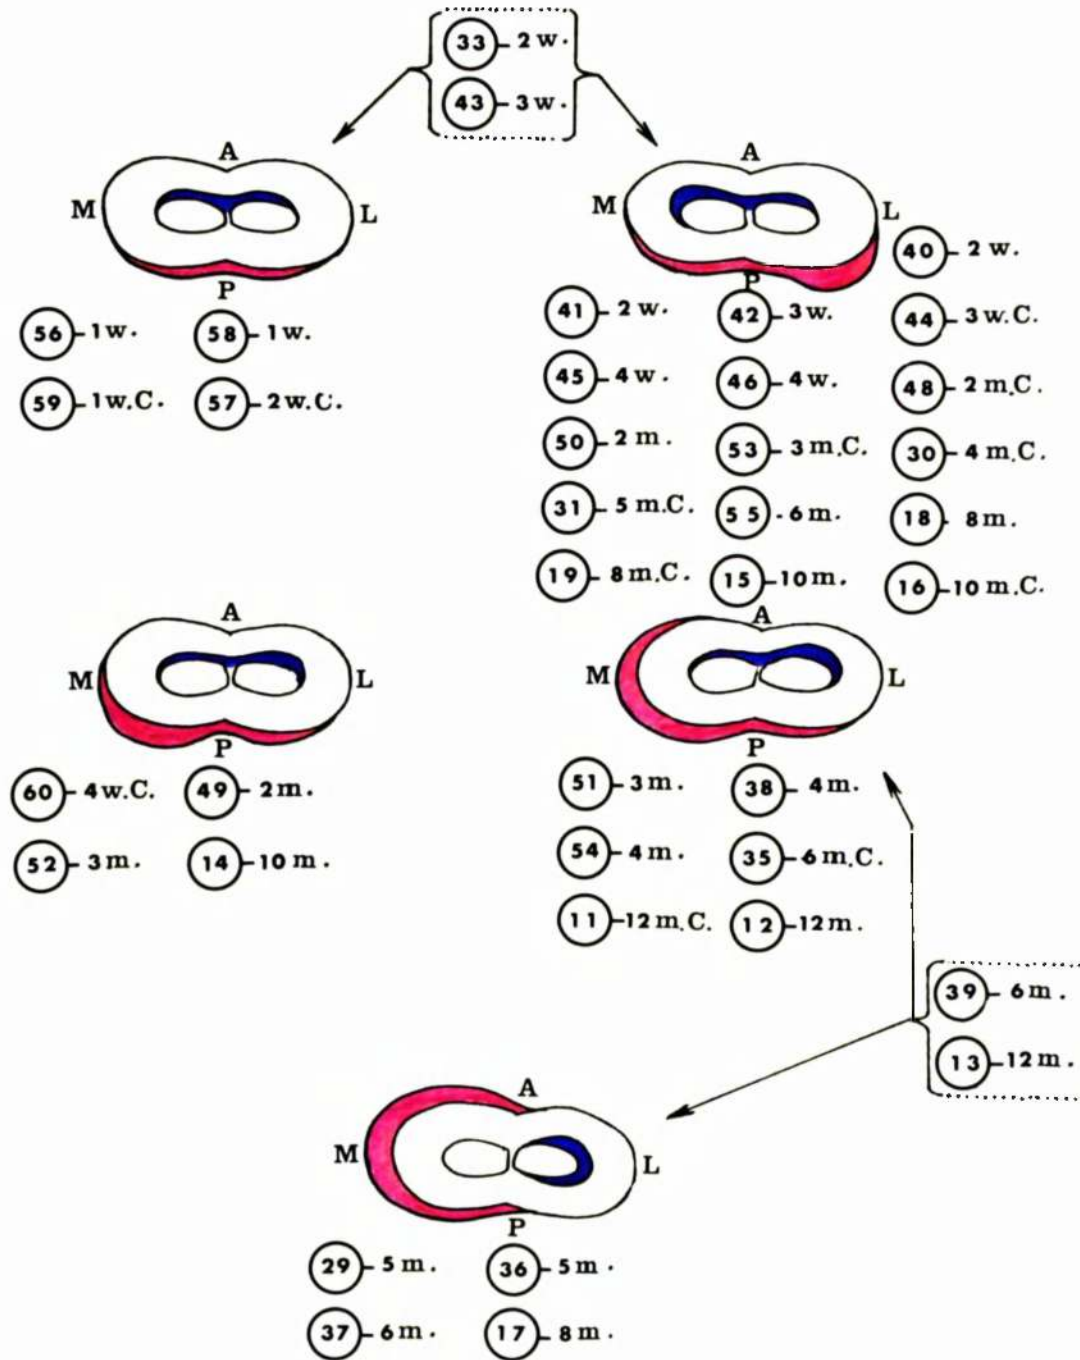 33 - 2 w.
43 - 3 w.
A
M L
P
56 - 1 w. 58 - 1 w.
59 - 1 w.C. 57 - 2 w.C.
A
M L
P
40 - 2 w.
41 - 2 w. 42 - 3 w. 44 - 3 w.C.
45 - 4 w. 46 - 4 w. 48 - 2 m.C.
50 - 2 m. 53 - 3 m.C. 30 - 4 m.C.
31 - 5 m.C. 55 - 6 m. 18 - 8 m.
19 - 8 m.C. 15 - 10 m. 16 - 10 m.C.
A
M L
P
60 - 4 w.C. 49 - 2 m.
52 - 3 m. 14 - 10 m.
A
M L
P
51 - 3 m. 38 - 4 m.
54 - 4 m. 35 - 6 m.C.
11 - 12 m.C. 12 - 12 m.
39 - 6 m.
13 - 12 m.
A
M L
P
29 - 5 m. 36 - 5 m.
37 - 6 m. 17 - 8 m.